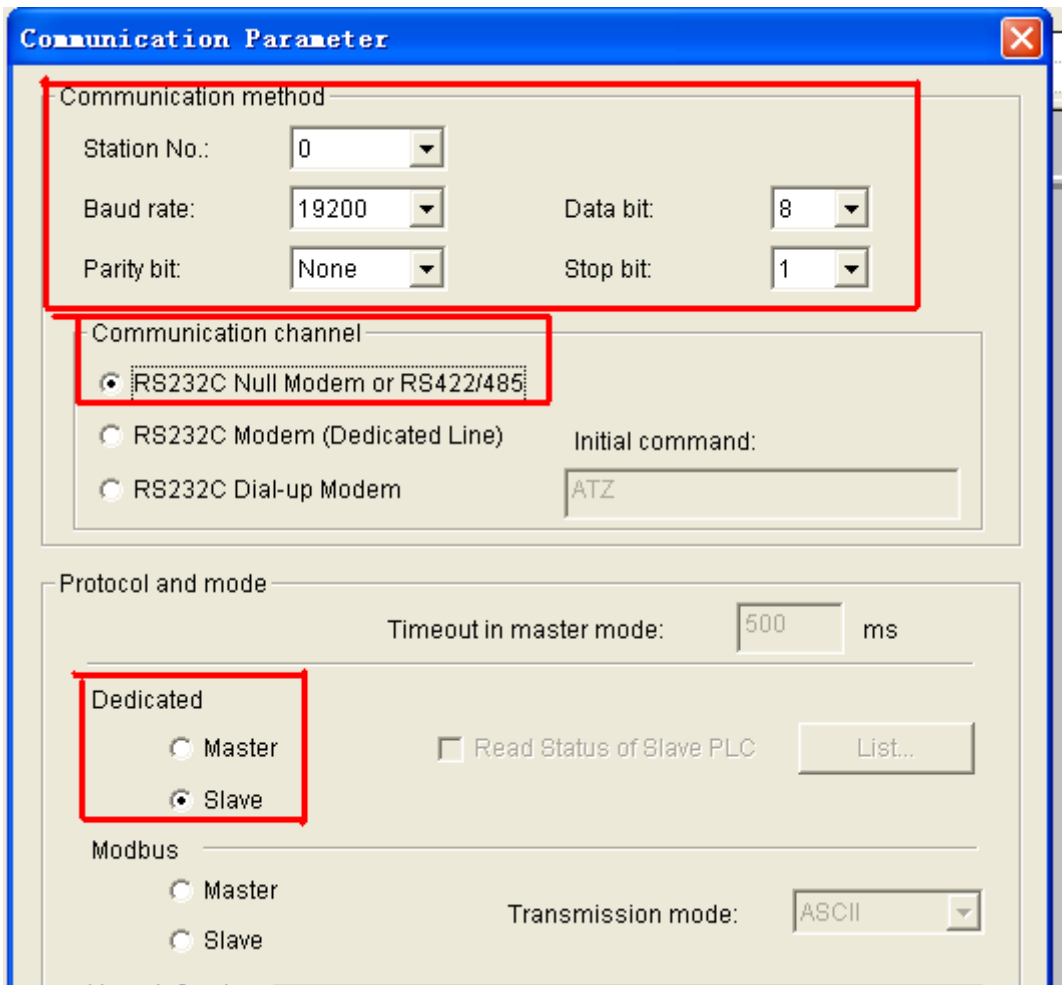 Communication Parameter
Communication method
Station No.: 0
Baud rate: 19200 Data bit: 8
Parity bit: None Stop bit: 1
Communication channel
RS232C Null Modem or RS422/485
RS232C Modem (Dedicated Line) Initial command:
RS232C Dial-up Modem ATZ
Protocol and mode
Timeout in master mode: 500 ms
Dedicated
Master Read Status of Slave PLC List...
Slave
Modbus
Master
Transmission mode: ASCII
Slave